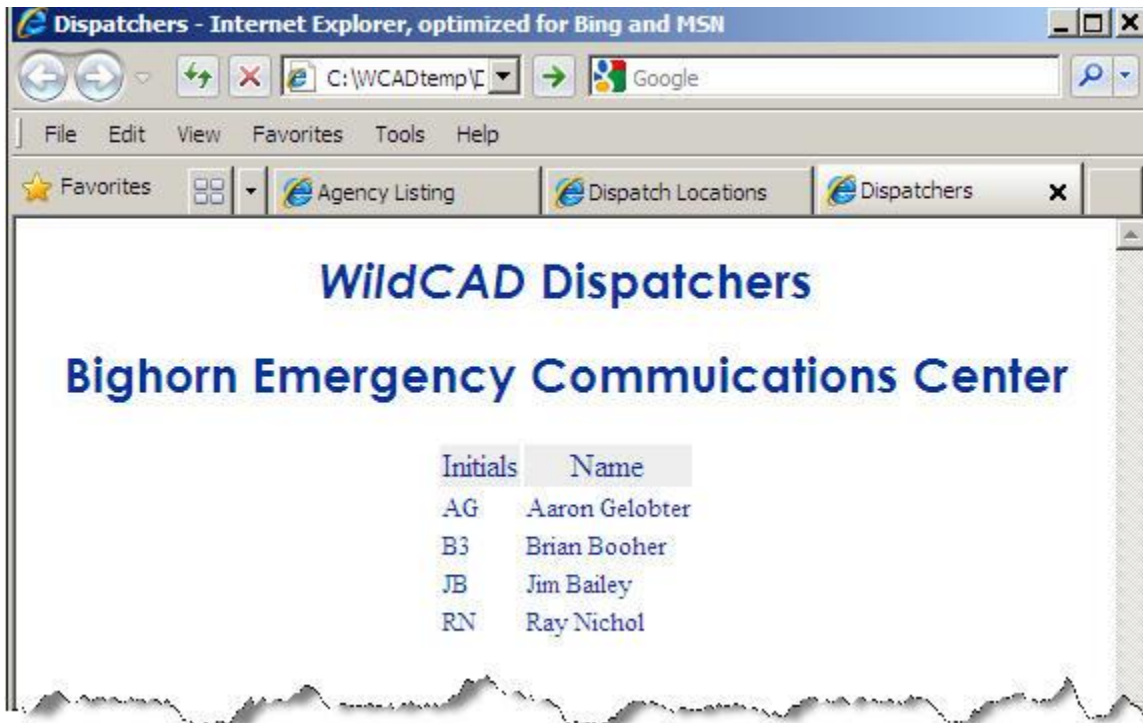 Dispatchers - Internet Explorer, optimized for Bing and MSN
C:\WCADtemp\D
Google
File Edit View Favorites Tools Help
Favorites Agency Listing Dispatch Locations Dispatchers
WildCAD Dispatchers
Bighorn Emergency Commuications Center
Initials Name
AG Aaron Gelobter
B3 Brian Booher
JB Jim Bailey
RN Ray Nichol